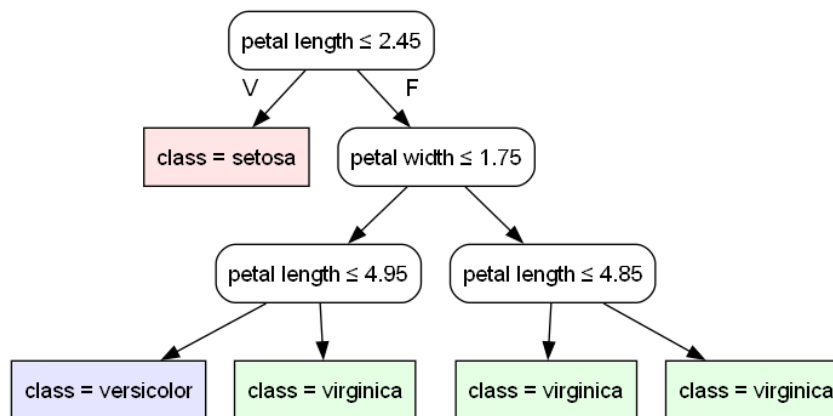 petal length ≤ 2.45
V
F
class = setosa
petal width ≤ 1.75
petal length ≤ 4.95
petal length ≤ 4.85
class = versicolor
class = virginica
class = virginica
class = virginica